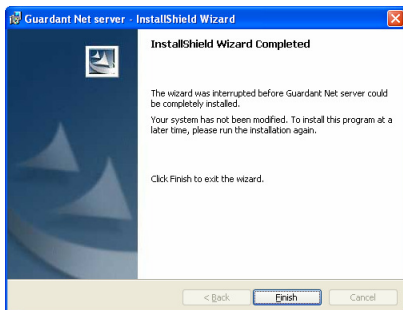 Guardant Net server - InstallShield Wizard
InstallShield Wizard Completed
The wizard was interrupted before Guardant Net server could
be completely installed.
Your system has not been modified. To install this program at a
later time, please run the installation again.
Click Finish to exit the wizard.
< Back
Finish
Cancel